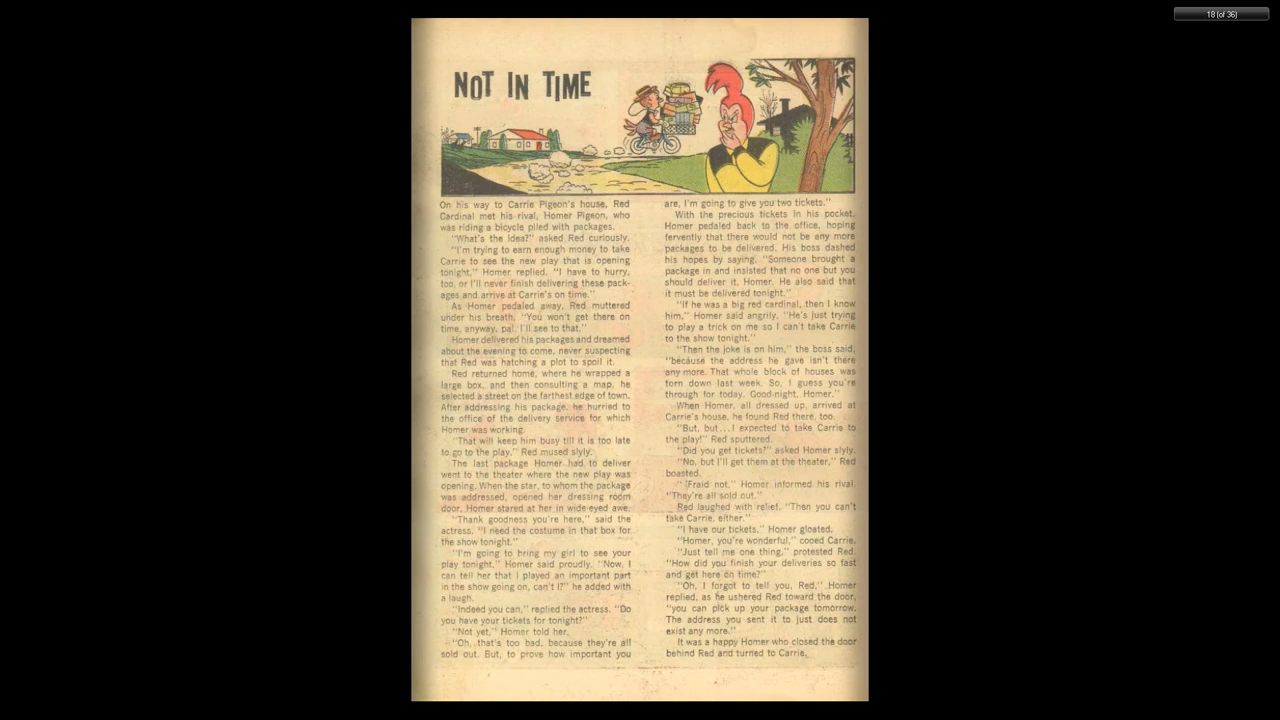 18 (of 36)
NOT IN TIME
On his way to Carrie Pigeon's house, Red
Cardinal met his rival, Homer Pigeon, who
was riding a bicycle piled with packages.
"What's the idea?" asked Red curiously.
"I'm trying to earn enough money to take
Carrie to see the new play that is opening
tonight," Homer replied. "I have to hurry,
too, or I'll never finish delivering these pack-
ages and arrive at Carrie's on time."
As Homer pedaled away, Red muttered
under his breath, "You won't get there on
time, anyway, pal. I'll see to that."
Homer delivered his packages and dreamed
about the evening to come, never suspecting
that Red was hatching a plot to spoil it.
Red returned home, where he wrapped a
large box, and then consulting a map, he
selected a street on the farthest edge of town.
After addressing his package, he hurried to
the office of the delivery service for which
Homer was working.
"That will keep him busy till it is too late
to go to the play," Red mused slyly.
The last package Homer had to deliver
went to the theater where the new play was
opening. When the star, to whom the package
was addressed, opened her dressing room
door, Homer stared at her in wide eyed awe.
"Thank goodness you're here," said the
actress. "I need the costume in that box for
the show tonight."
"I'm going to bring my girl to see your
play tonight," Homer said proudly. "Now, I
can tell her that I played an important part
in the show going on, can't I?" he added with
a laugh.
"Indeed you can," replied the actress. "Do
you have your tickets for tonight?"
"Not yet," Homer told her.
"Oh, that's too bad, because they're all
sold out. But, to prove how important you
are, I'm going to give you two tickets."
With the precious tickets in his pocket,
Homer pedaled back to the office, hoping
fervently that there would not be any more
packages to be delivered. His boss dashed
his hopes by saying, "Someone brought a
package in and insisted that no one but you
should deliver it, Homer. He also said that
it must be delivered tonight."
"If he was a big red cardinal, then I know
him," Homer said angrily. "He's just trying
to play a trick on me so I can't take Carrie
to the show tonight."
"Then the joke is on him," the boss said,
"because the address he gave isn't there
any more. That whole block of houses was
torn down last week. So, I guess you're
through for today. Good-night, Homer."
When Homer, all dressed up, arrived at
Carrie's house, he found Red there, too.
"But, but...I expected to take Carrie to
the play!" Red sputtered.
"Did you get tickets?" asked Homer slyly.
"No, but I'll get them at the theater," Red
boasted.
"'Fraid not," Homer informed his rival.
"They're all sold out."
Red laughed with relief. "Then you can't
take Carrie, either."
"I have our tickets," Homer gloated.
"Homer, you're wonderful," cooed Carrie.
"Just tell me one thing," protested Red.
"How did you finish your deliveries so fast
and get here on time?"
"Oh, I forgot to tell you, Red," Homer
replied, as he ushered Red toward the door,
"you can pick up your package tomorrow.
The address you sent it to just does not
exist any more."
It was a happy Homer who closed the door
behind Red and turned to Carrie.